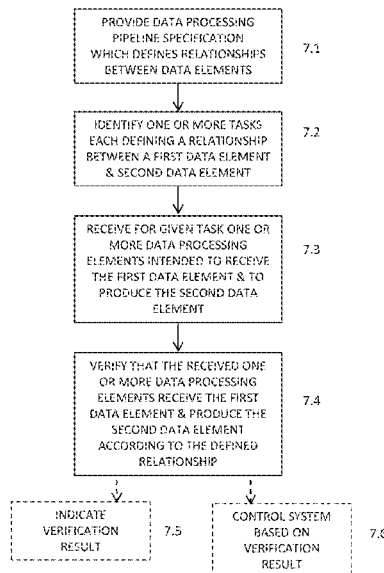 PROVIDE DATA PROCESSING
PIPELINE SPECIFICATION
WHICH DEFINES RELATIONSHIPS
BETWEEN DATA ELEMENTS
7.1
IDENTIFY ONE OR MORE TASKS
EACH DEFINING A RELATIONSHIP
BETWEEN A FIRST DATA ELEMENT
& SECOND DATA ELEMENT
7.2
RECEIVE FOR GIVEN TASK ONE OR
MORE DATA PROCESSING
ELEMENTS INTENDED TO RECEIVE
THE FIRST DATA ELEMENT & TO
PRODUCE THE SECOND DATA
ELEMENT
7.3
VERIFY THAT THE RECEIVED ONE
OR MORE DATA PROCESSING
ELEMENTS RECEIVE THE FIRST
DATA ELEMENT & PRODUCE THE
SECOND DATA ELEMENT
ACCORDING TO THE DEFINED
RELATIONSHIP
7.4
INDICATE
VERIFICATION
RESULT
7.5
CONTROL SYSTEM
BASED ON
VERIFICATION
RESULT
7.6